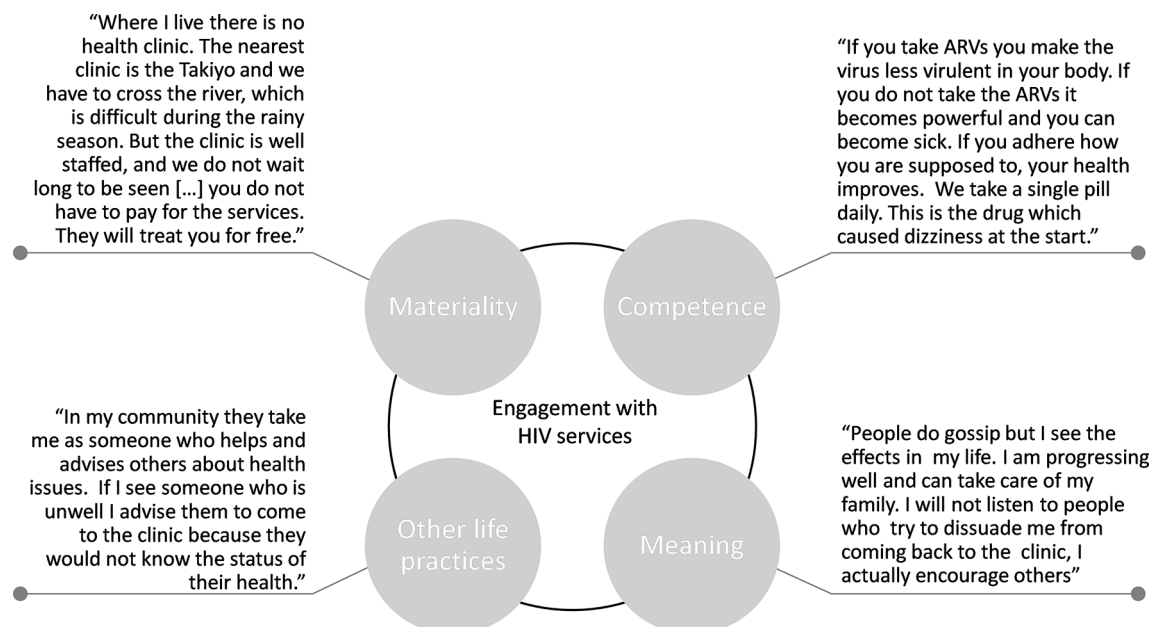 “Where I live there is no
health clinic. The nearest
clinic is the Takiyo and we
have to cross the river, which
is difficult during the rainy
season. But the clinic is well
staffed, and we do not wait
long to be seen [...] you do not
have to pay for the services.
They will treat you for free.”
“If you take ARVs you make the
virus less virulent in your body. If
you do not take the ARVs it
becomes powerful and you can
become sick. If you adhere how
you are supposed to, your health
improves.  We take a single pill
daily. This is the drug which
caused dizziness at the start.”
Materiality
Competence
Engagement with
HIV services
“In my community they take
me as someone who helps and
advises others about health
issues.  If I see someone who is
unwell I advise them to come
to the clinic because they
would not know the status of
their health.”
“People do gossip but I see the
effects in  my life. I am progressing
well and can take care of my
family. I will not listen to people
who  try to dissuade me from
coming back to the  clinic, I
actually encourage others”
Other life
practices
Meaning